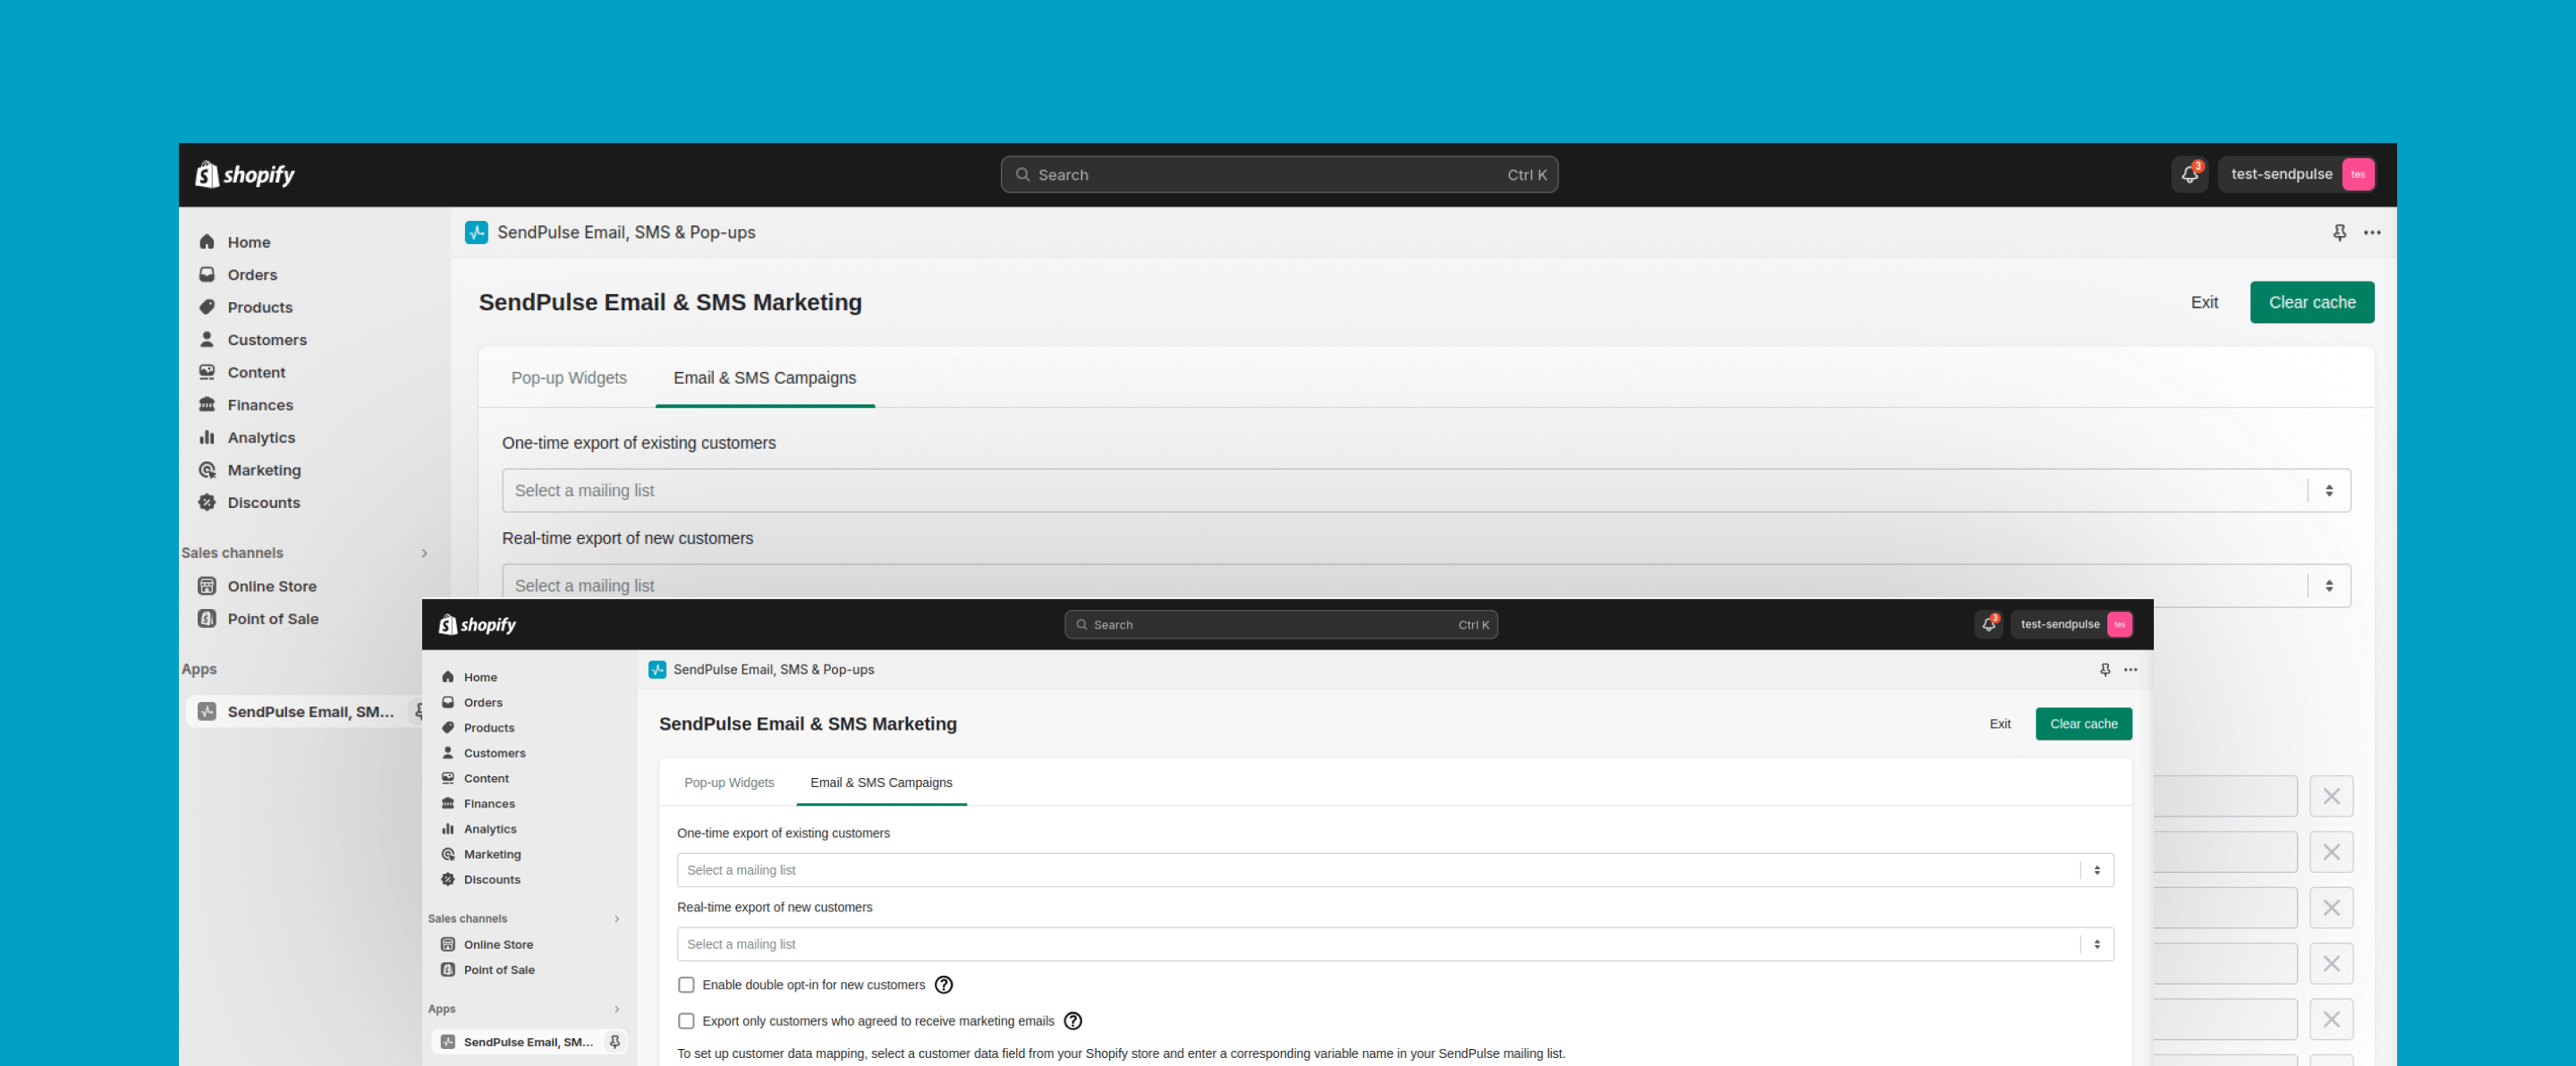 shopify
Search Ctrl K
3
test-sendpulse tes
Home
Orders
Products
Customers
Content
Finances
Analytics
Marketing
Discounts
Sales channels
Online Store
Point of Sale
Apps
SendPulse Email, SM...
SendPulse Email, SMS & Pop-ups
SendPulse Email & SMS Marketing
Exit Clear cache
Pop-up Widgets Email & SMS Campaigns
One-time export of existing customers
Select a mailing list
Real-time export of new customers
Select a mailing list
shopify
Search Ctrl K
3
test-sendpulse tes
Home
Orders
Products
Customers
Content
Finances
Analytics
Marketing
Discounts
Sales channels
Online Store
Point of Sale
Apps
SendPulse Email, SM...
SendPulse Email, SMS & Pop-ups
SendPulse Email & SMS Marketing
Exit Clear cache
Pop-up Widgets Email & SMS Campaigns
One-time export of existing customers
Select a mailing list
Real-time export of new customers
Select a mailing list
Enable double opt-in for new customers ?
Export only customers who agreed to receive marketing emails ?
To set up customer data mapping, select a customer data field from your Shopify store and enter a corresponding variable name in your SendPulse mailing list.